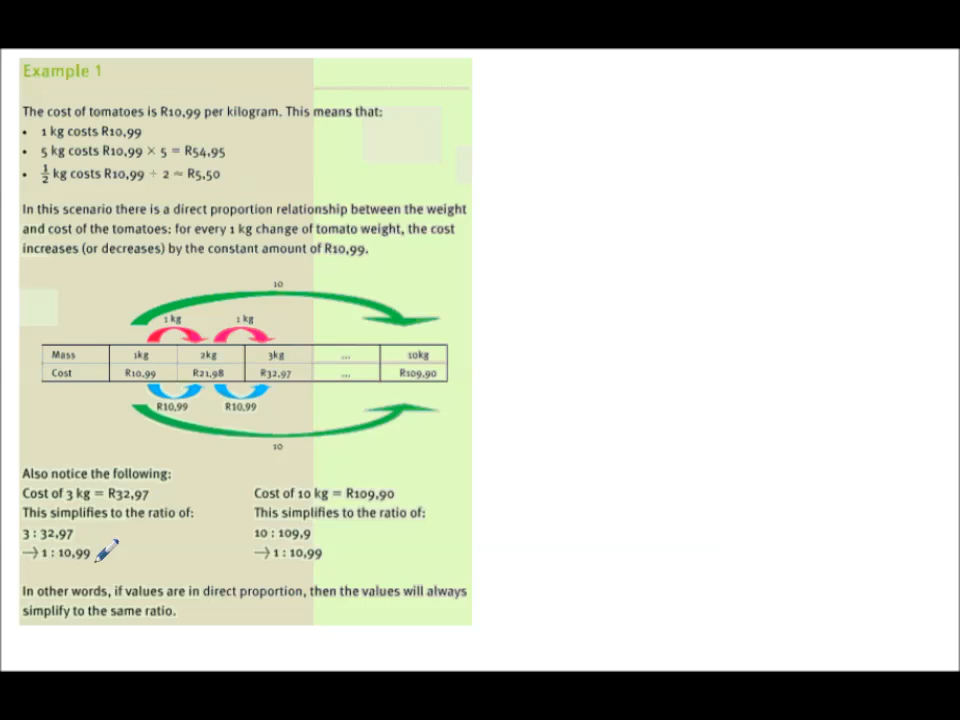 Example 1
The cost of tomatoes is R10,99 per kilogram. This means that:
• 1 kg costs R10,99
• 5 kg costs R10,99 × 5 = R54,95
• 1/2 kg costs R10,99 ÷ 2 ≈ R5,50
In this scenario there is a direct proportion relationship between the weight
and cost of the tomatoes: for every 1 kg change of tomato weight, the cost
increases (or decreases) by the constant amount of R10,99.
10
1 kg 1 kg
Mass 1kg 2kg 3kg ... 10kg
Cost R10,99 R21,98 R32,97 ... R109,90
R10,99 R10,99
10
Also notice the following:
Cost of 3 kg = R32,97
This simplifies to the ratio of:
3 : 32,97
→ 1 : 10,99
Cost of 10 kg = R109,90
This simplifies to the ratio of:
10 : 109,9
→ 1 : 10,99
In other words, if values are in direct proportion, then the values will always
simplify to the same ratio.